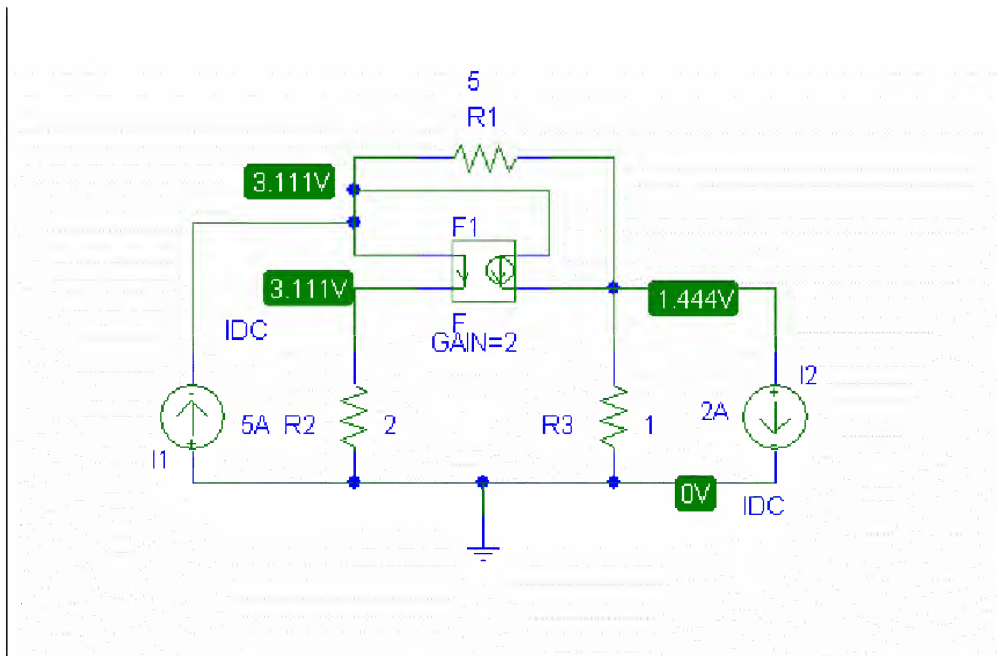 5
R1
3.111V
F1
3.111V
1.444V
IDC
F
GAIN=2
I2
5A R2 2
R3 1
2A
I1
0V
IDC